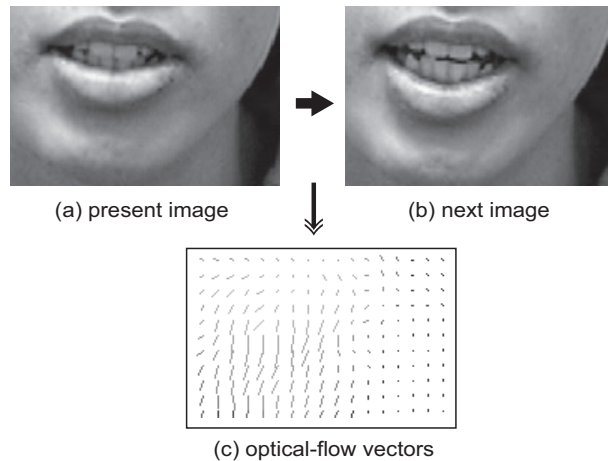 (a) present image
(b) next image
(c) optical-flow vectors